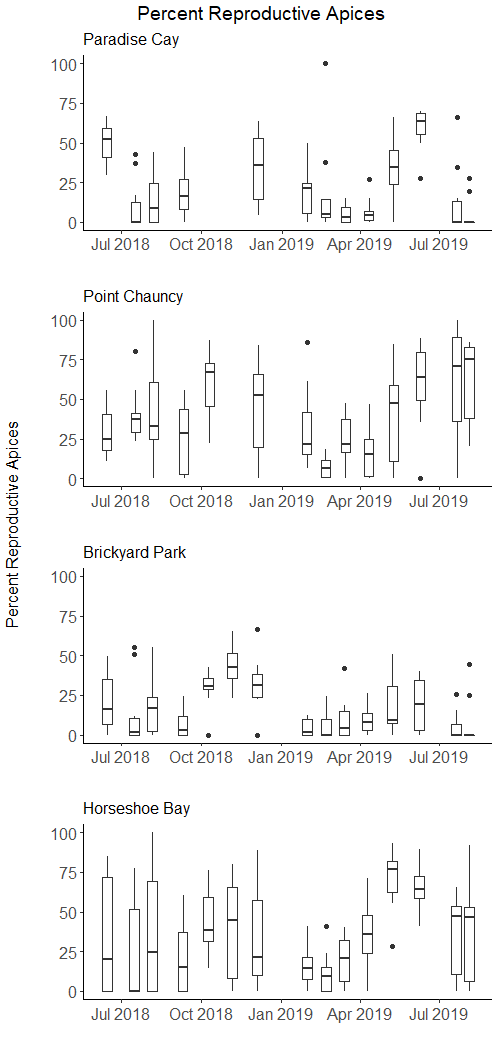 Percent Reproductive Apices
Paradise Cay
100
75
50
25
0
Jul 2018 Oct 2018 Jan 2019 Apr 2019 Jul 2019
Point Chauncy
100
75
50
25
0
Jul 2018 Oct 2018 Jan 2019 Apr 2019 Jul 2019
Percent Reproductive Apices
Brickyard Park
100
75
50
25
0
Jul 2018 Oct 2018 Jan 2019 Apr 2019 Jul 2019
Horseshoe Bay
100
75
50
25
0
Jul 2018 Oct 2018 Jan 2019 Apr 2019 Jul 2019